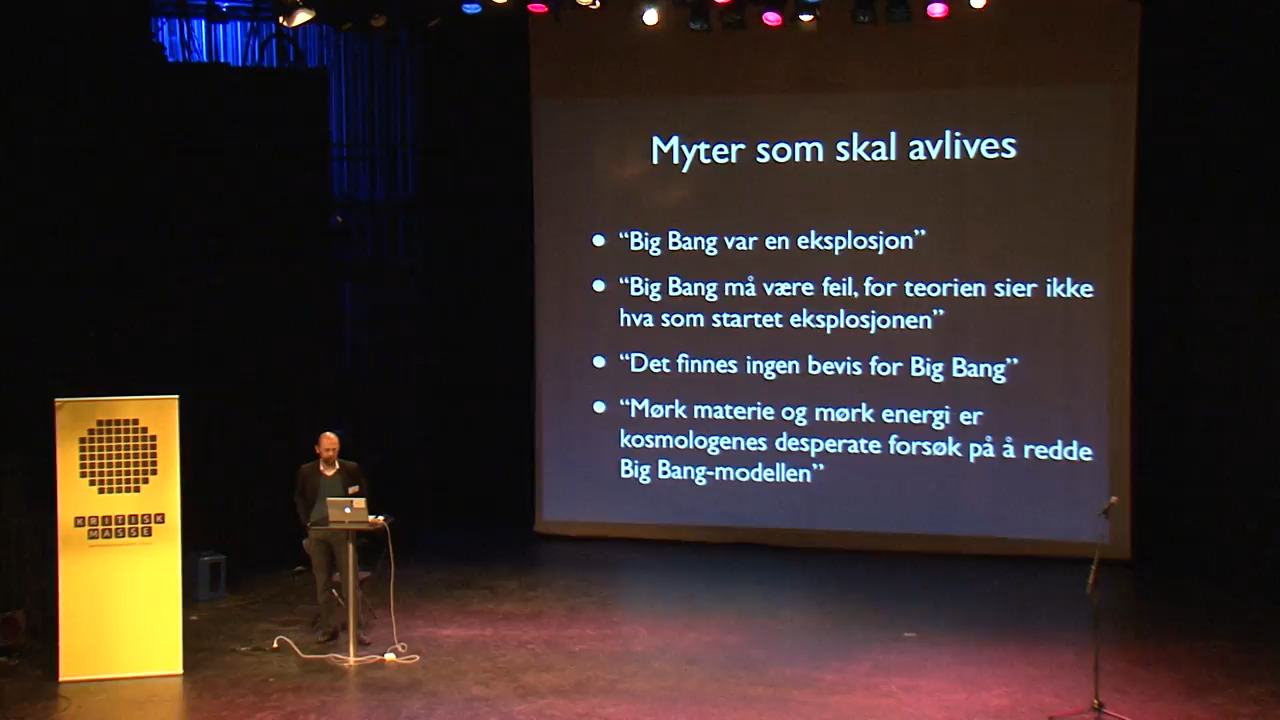 Myter som skal avlives
• “Big Bang var en eksplosjon”
• “Big Bang må være feil, for teorien sier ikke
hva som startet eksplosjonen”
• “Det finnes ingen bevis for Big Bang”
• “Mørk materie og mørk energi er
kosmologenes desperate forsøk på å redde
Big Bang-modellen”
KRITISK
MASSE